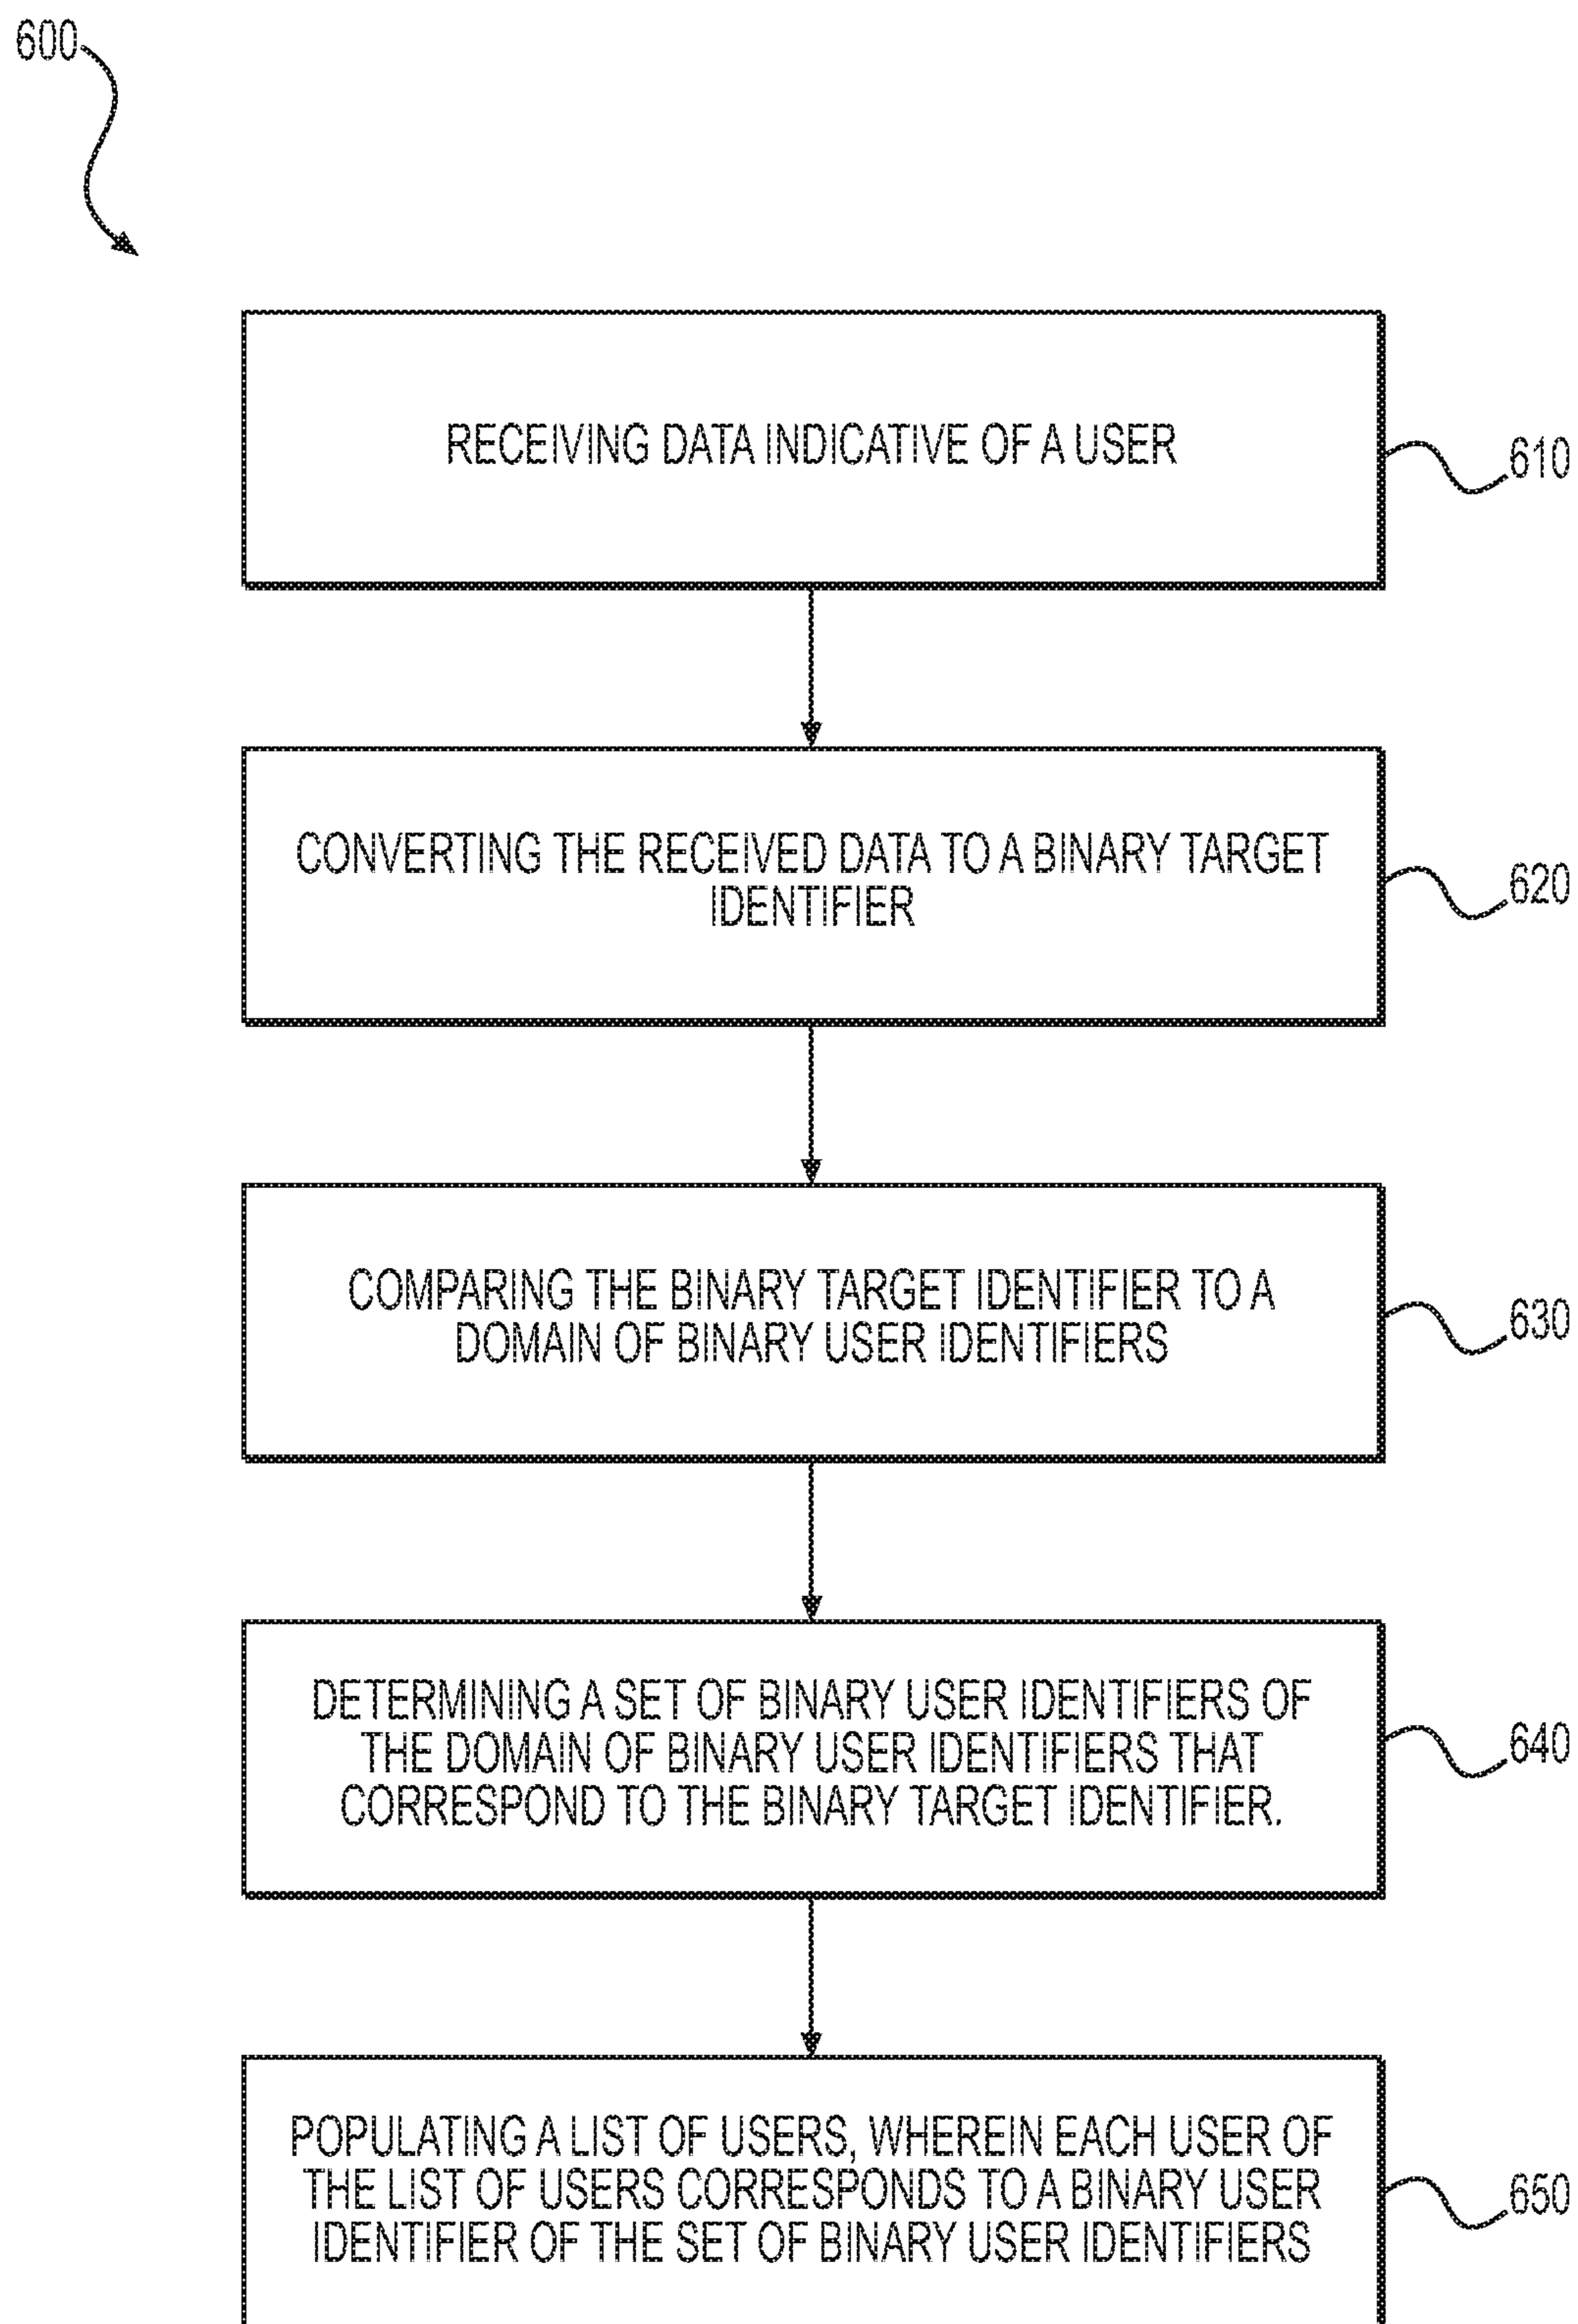 600
RECEIVING DATA INDICATIVE OF A USER
610
CONVERTING THE RECEIVED DATA TO A BINARY TARGET
IDENTIFIER
620
COMPARING THE BINARY TARGET IDENTIFIER TO A
DOMAIN OF BINARY USER IDENTIFIERS
630
DETERMINING A SET OF BINARY USER IDENTIFIERS OF
THE DOMAIN OF BINARY USER IDENTIFIERS THAT
CORRESPOND TO THE BINARY TARGET IDENTIFIER.
640
POPULATING A LIST OF USERS, WHEREIN EACH USER OF
THE LIST OF USERS CORRESPONDS TO A BINARY USER
IDENTIFIER OF THE SET OF BINARY USER IDENTIFIERS
650